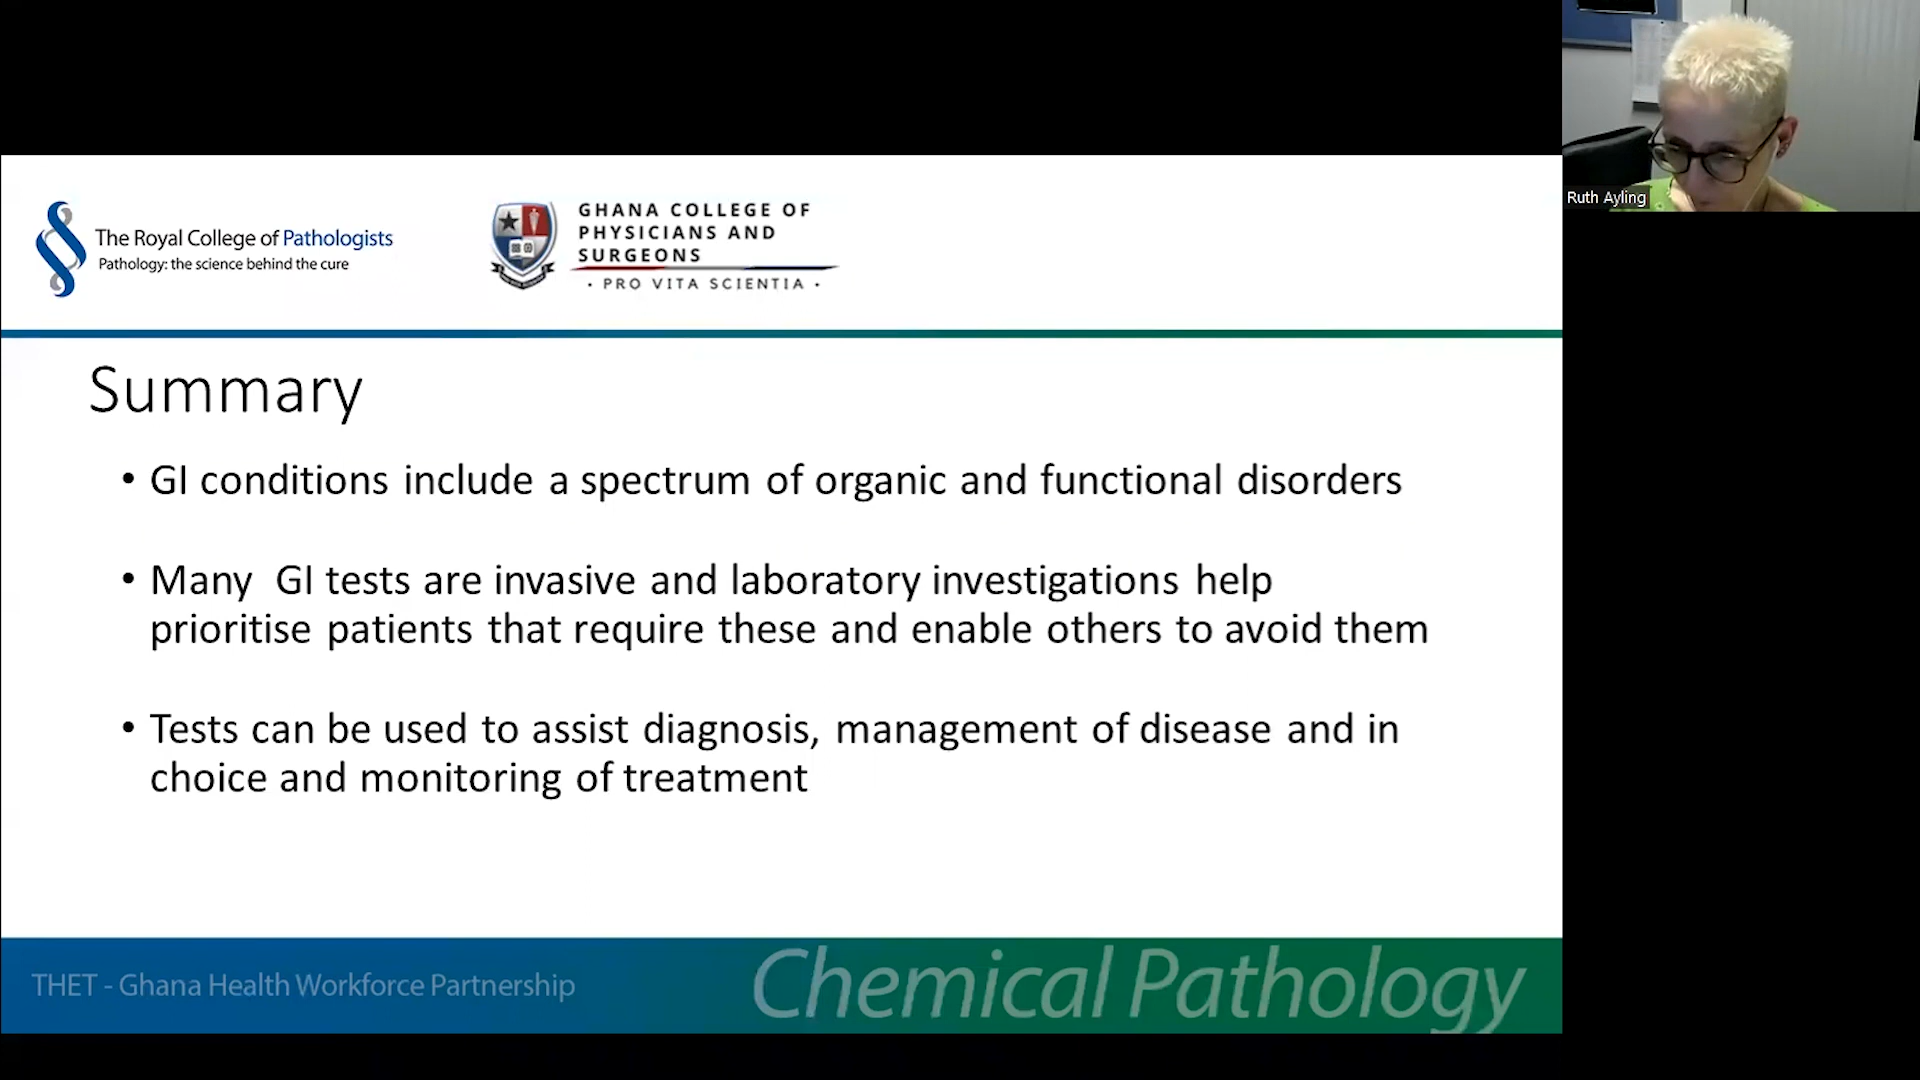 Ruth Ayling
The Royal College of Pathologists
Pathology: the science behind the cure
GHANA COLLEGE OF
PHYSICIANS AND
SURGEONS
· PRO VITA SCIENTIA ·
Summary
• GI conditions include a spectrum of organic and functional disorders
• Many  GI tests are invasive and laboratory investigations help
prioritise patients that require these and enable others to avoid them
• Tests can be used to assist diagnosis, management of disease and in
choice and monitoring of treatment
THET - Ghana Health Workforce Partnership
Chemical Pathology